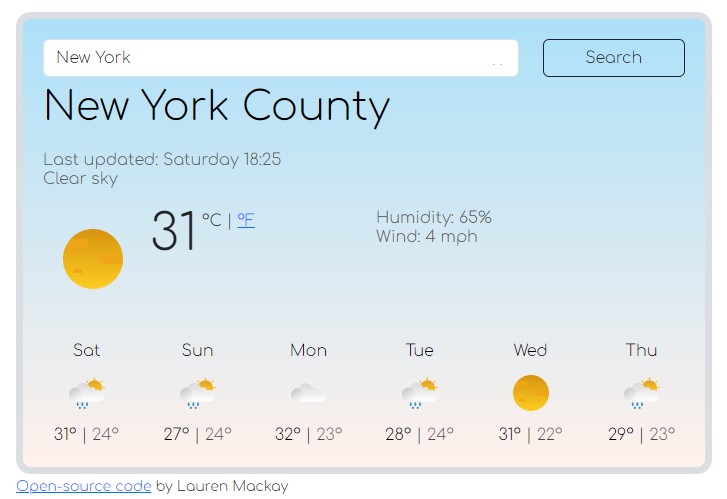 New York
Search
New York County
Last updated: Saturday 18:25
Clear sky
31 °C | °F
Humidity: 65%
Wind: 4 mph
Sat Sun Mon Tue Wed Thu
31° | 24° 27° | 24° 32° | 23° 28° | 24° 31° | 22° 29° | 23°
Open-source code by Lauren Mackay